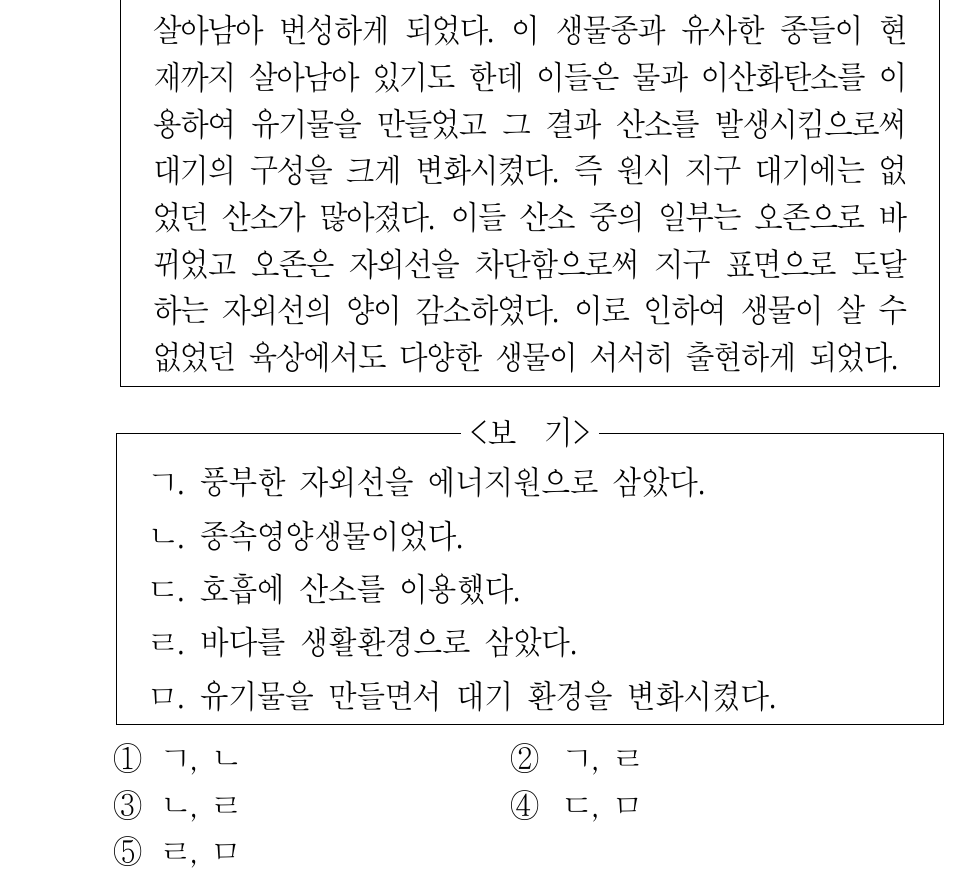 살아남아 번성하게 되었다. 이 생물종과 유사한 종들이 현
재까지 살아남아 있기도 한데 이들은 물과 이산화탄소를 이
용하여 유기물을 만들었고 그 결과 산소를 발생시킴으로써
대기의 구성을 크게 변화시켰다. 즉 원시 지구 대기에는 없
었던 산소가 많아졌다. 이들 산소 중의 일부는 오존으로 바
뀌었고 오존은 자외선을 차단함으로써 지구 표면으로 도달
하는 자외선의 양이 감소하였다. 이로 인하여 생물이 살 수
없었던 육상에서도 다양한 생물이 서서히 출현하게 되었다.
<보 기>
ㄱ. 풍부한 자외선을 에너지원으로 삼았다.
ㄴ. 종속영양생물이었다.
ㄷ. 호흡에 산소를 이용했다.
ㄹ. 바다를 생활환경으로 삼았다.
ㅁ. 유기물을 만들면서 대기 환경을 변화시켰다.
① ㄱ, ㄴ ② ㄱ, ㄹ
③ ㄴ, ㄹ ④ ㄷ, ㅁ
⑤ ㄹ, ㅁ